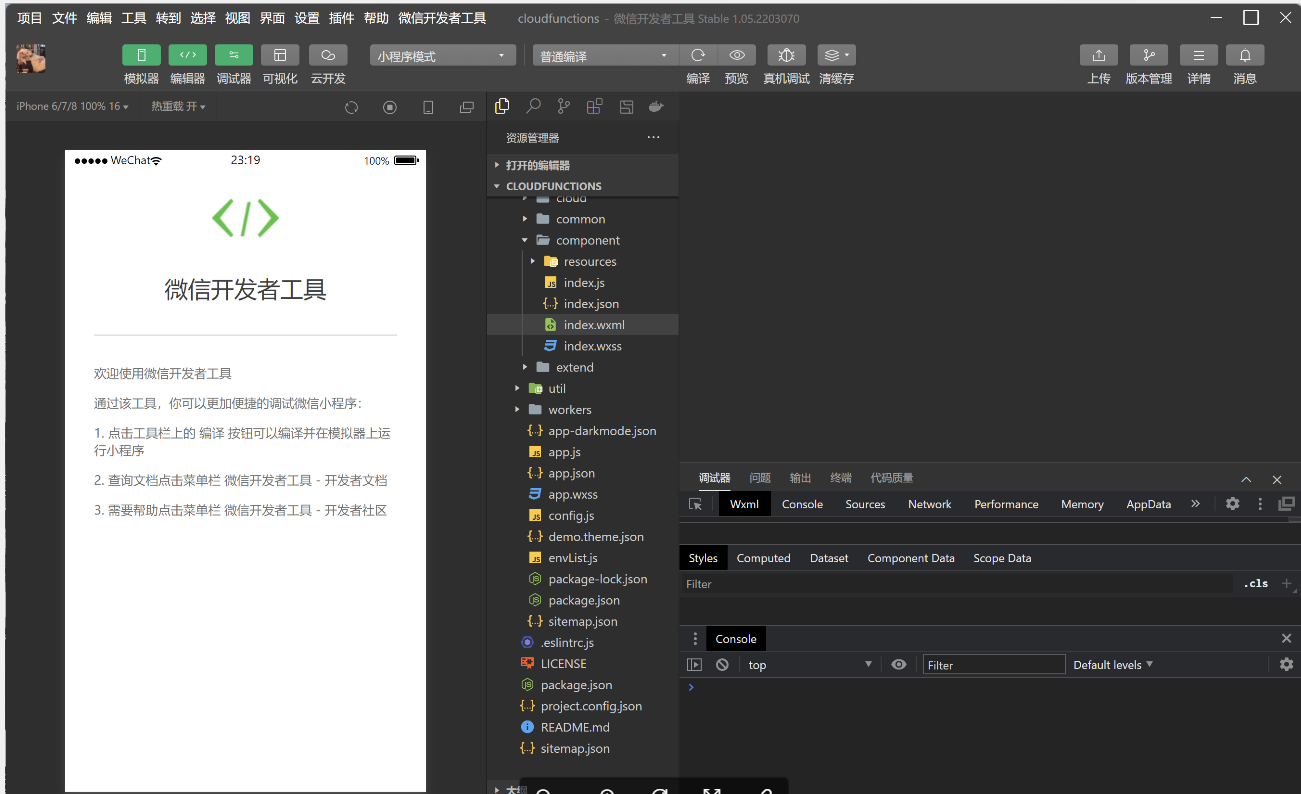 项目 文件 编辑 工具 转到 选择 视图 界面 设置 插件 帮助 微信开发者工具 cloudfunctions - 微信开发者工具 Stable 1.05.2203070
小程序模式 普通编译
模拟器 编辑器 调试器 可视化 云开发 编译 预览 真机调试 清缓存 上传 版本管理 详情 消息
iPhone 6/7/8 100% 16 热重载 开
WeChat 23:19 100%
微信开发者工具
欢迎使用微信开发者工具
通过该工具，你可以更加便捷的调试微信小程序：
1. 点击工具栏上的 编译 按钮可以编译并在模拟器上运
行小程序
2. 查询文档点击菜单栏 微信开发者工具 - 开发者文档
3. 需要帮助点击菜单栏 微信开发者工具 - 开发者社区
资源管理器
打开的编辑器
CLOUDFUNCTIONS
cloud
common
component
resources
index.js
index.json
index.wxml
index.wxss
extend
util
workers
app-darkmode.json
app.js
app.json
app.wxss
config.js
demo.theme.json
envList.js
package-lock.json
package.json
sitemap.json
.eslintrc.js
LICENSE
package.json
project.config.json
README.md
sitemap.json
调试器 问题 输出 终端 代码质量
Wxml Console Sources Network Performance Memory AppData
Styles Computed Dataset Component Data Scope Data
Filter .cls
Console
top Filter Default levels